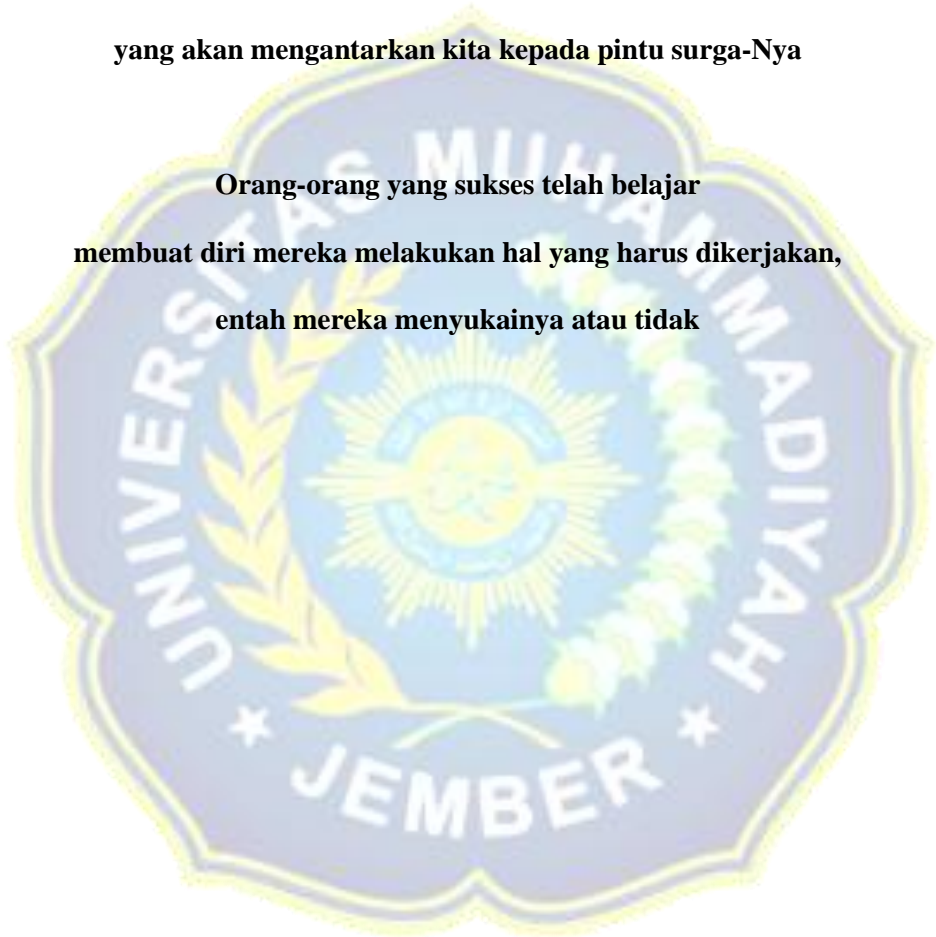 yang akan mengantarkan kita kepada pintu surga-Nya
Orang-orang yang sukses telah belajar
membuat diri mereka melakukan hal yang harus dikerjakan,
entah mereka menyukainya atau tidak
UNIVERSITAS MUHAMMADIYAH
★ JEMBER ★